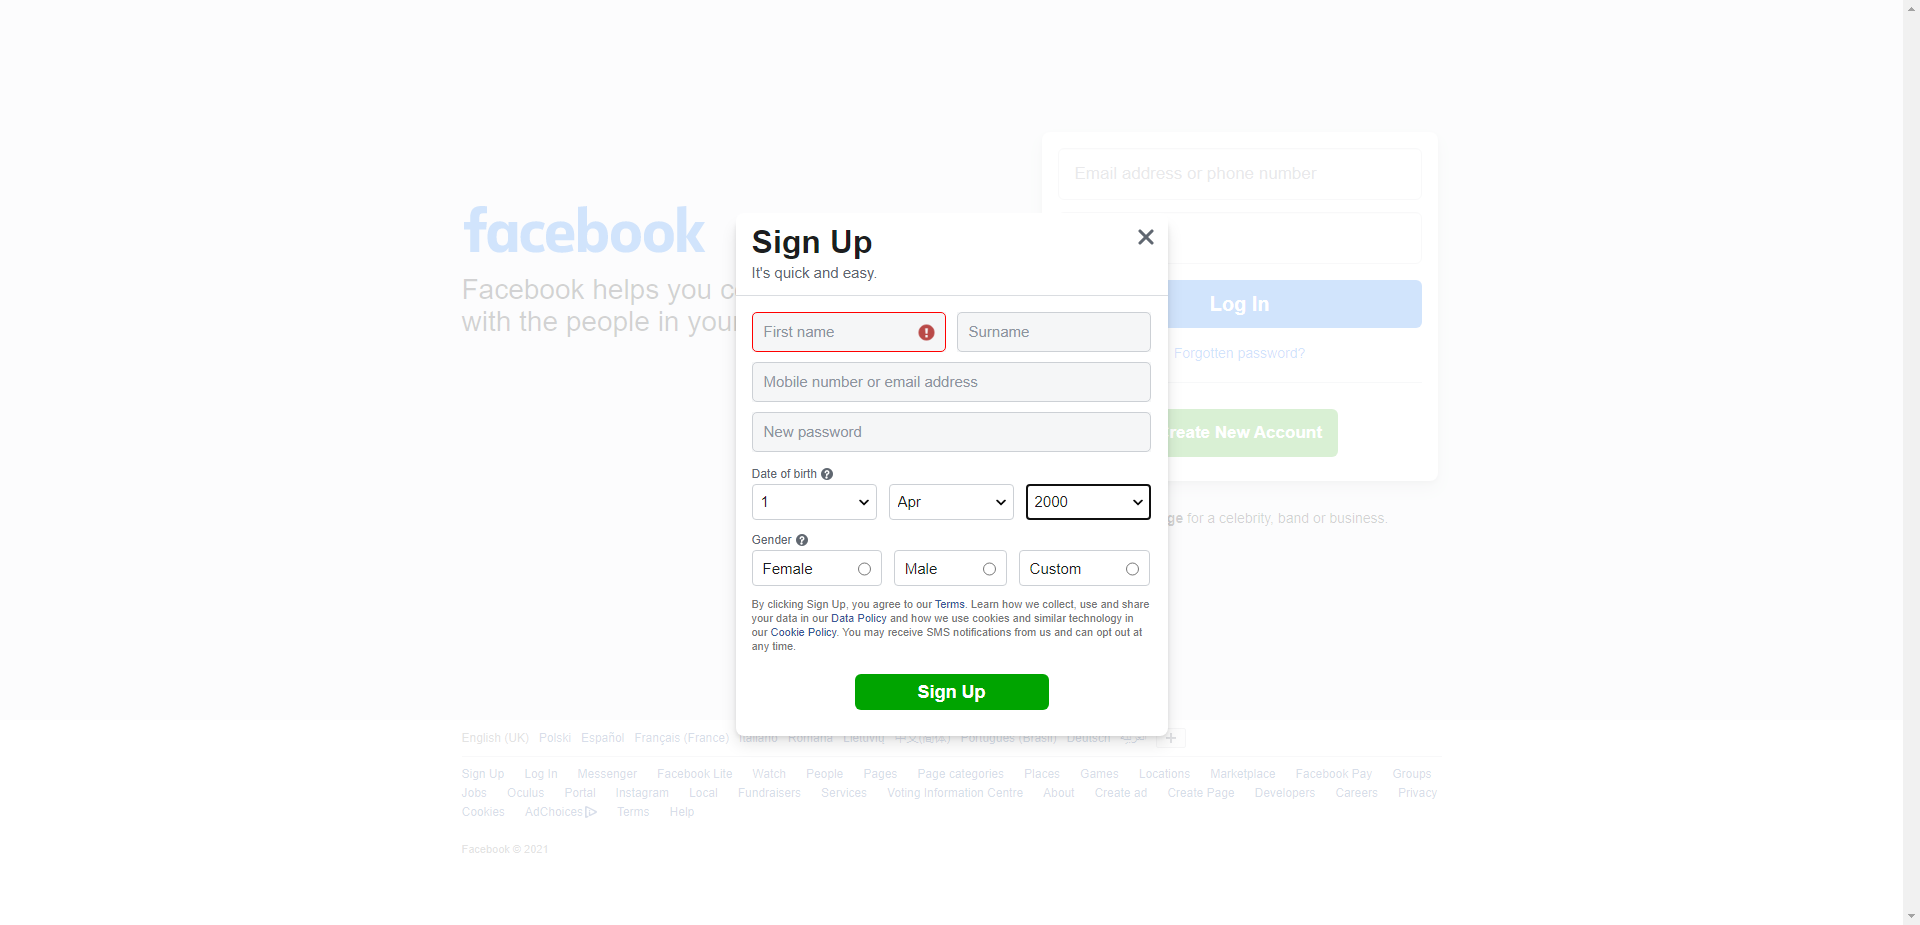 facebook
Facebook helps you c
with the people in your
Email address or phone number
Log In
Forgotten password?
reate New Account
ge for a celebrity, band or business.
Sign Up
It's quick and easy.
First name
Surname
Mobile number or email address
New password
Date of birth
1 Apr 2000
Gender
Female Male Custom
By clicking Sign Up, you agree to our Terms. Learn how we collect, use and share
your data in our Data Policy and how we use cookies and similar technology in
our Cookie Policy. You may receive SMS notifications from us and can opt out at
any time.
Sign Up
English (UK) Polski Español Français (France) Italiano Română Lietuvių 中文(简体) Português (Brasil) Deutsch
Sign Up Log In Messenger Facebook Lite Watch People Pages Page categories Places Games Locations Marketplace Facebook Pay Groups
Jobs Oculus Portal Instagram Local Fundraisers Services Voting Information Centre About Create ad Create Page Developers Careers Privacy
Cookies AdChoices Terms Help
Facebook © 2021